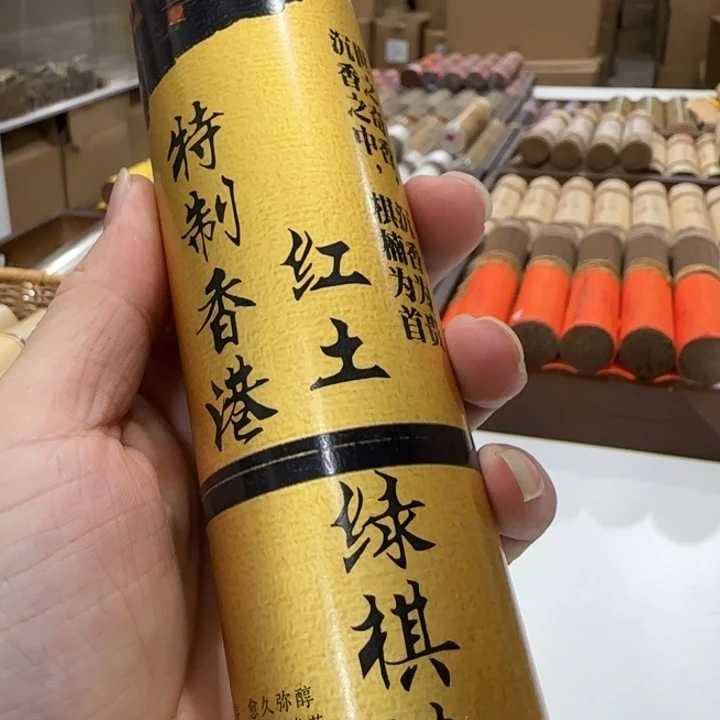 特制香港
红土
沉香之中，棋楠为首
绿棋
愈久弥醇